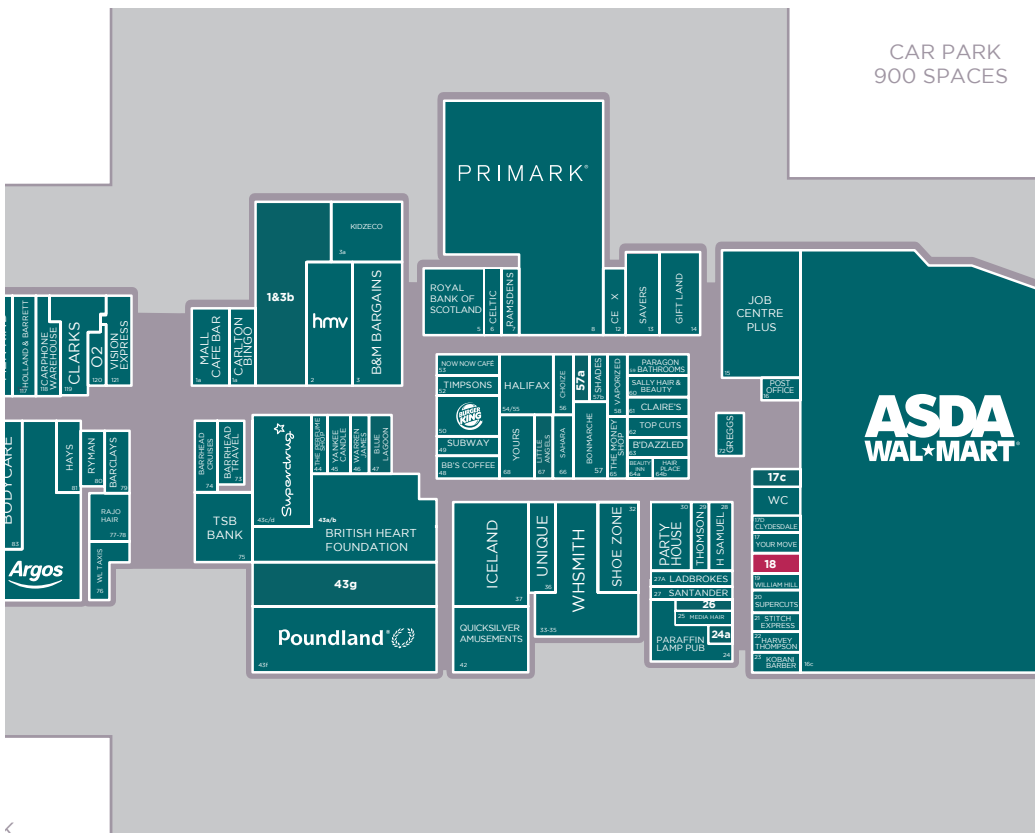 CAR PARK
900 SPACES
PRIMARK®
8
KIDZECO
3a
1&3b
hmv
2
B&M BARGAINS
3
MALL
CAFE BAR
1a
CARLTON
BINGO
1a
ROYAL
BANK OF
SCOTLAND
5
CELTIC
6
RAMSDENS
7
CE X
12
SAVERS
13
GIFT LAND
14
JOB
CENTRE
PLUS
15
POST
OFFICE
16
HOLLAND & BARRETT
117
CARPHONE
WAREHOUSE
118
CLARKS
119
O2
120
VISION
EXPRESS
121
NOW NOW CAFÉ
53
TIMPSONS
52
BURGER
KING
50
SUBWAY
49
BB'S COFFEE
48
HALIFAX
54/55
CHOIZE
56
57a
SHADES
57b
VAPORIZED
58
PARAGON
BATHROOMS
59
SALLY HAIR &
BEAUTY
60
CLAIRE'S
61
TOP CUTS
62
B'DAZZLED
63
BEAUTY
INN
64a
HAIR
PLACE
64b
YOURS
68
LITTLE
ANGELS
67
SAHARA
66
BONMARCHE
57
THE MONEY
SHOP
65
GREGGS
72
ASDA
WAL★MART
16c
17c
WC
17D
CLYDESDALE
17
YOUR MOVE
18
19
WILLIAM HILL
20
SUPERCUTS
21 STITCH
EXPRESS
22 HARVEY
THOMPSON
23 KOBANI
BARBER
BODYCARE
83
HAYS
81
RYMAN
80
BARCLAYS
79
RAJO
HAIR
77-78
WL TAXIS
76
Argos
BARRHEAD
CRUISES
74
BARRHEAD
TRAVEL
73
TSB
BANK
75
Superdrug
43c/d
THE PERFUME
SHOP
44
YANKEE
CANDLE
45
WARREN
JAMES
46
BLUE
LAGOON
47
43a/b
BRITISH HEART
FOUNDATION
43g
Poundland®
43f
ICELAND
37
UNIQUE
36
WHSMITH
33-35
SHOE ZONE
32
QUICKSILVER
AMUSEMENTS
42
PARTY
HOUSE
30
THOMSON
29
H SAMUEL
28
27A LADBROKES
27 SANTANDER
26
25 MEDIA HAIR
24a
PARAFFIN
LAMP PUB
24